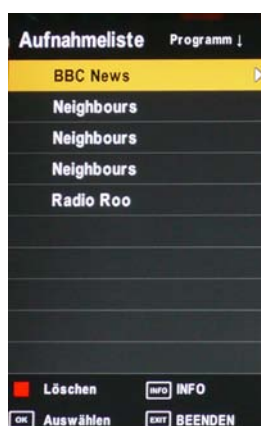 Aufnahmeliste Programm ↓
BBC News
Neighbours
Neighbours
Neighbours
Radio Roo
Löschen INFO INFO
OK Auswählen EXIT BEENDEN